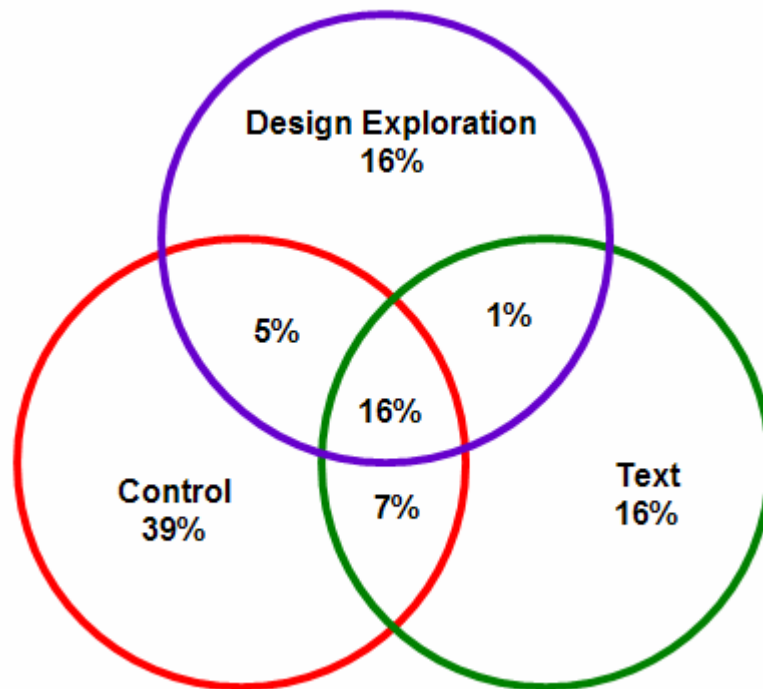 Design Exploration
16%
5%
1%
16%
Control
39%
7%
Text
16%